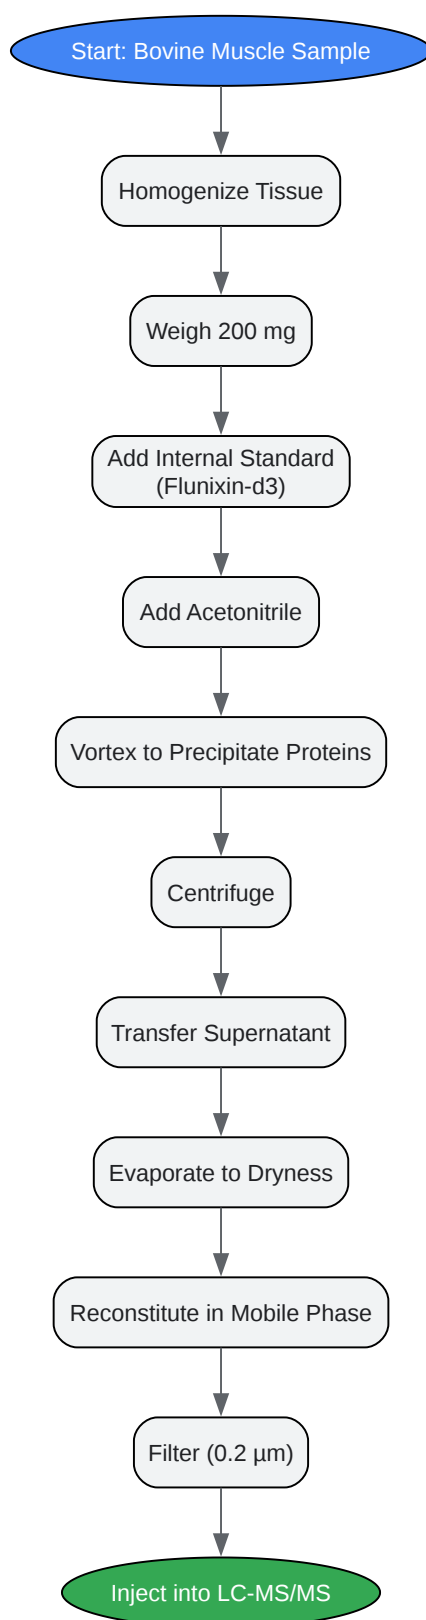 Start: Bovine Muscle Sample
Homogenize Tissue
Weigh 200 mg
Add Internal Standard
(Flunixin-d3)
Add Acetonitrile
Vortex to Precipitate Proteins
Centrifuge
Transfer Supernatant
Evaporate to Dryness
Reconstitute in Mobile Phase
Filter (0.2 µm)
Inject into LC-MS/MS